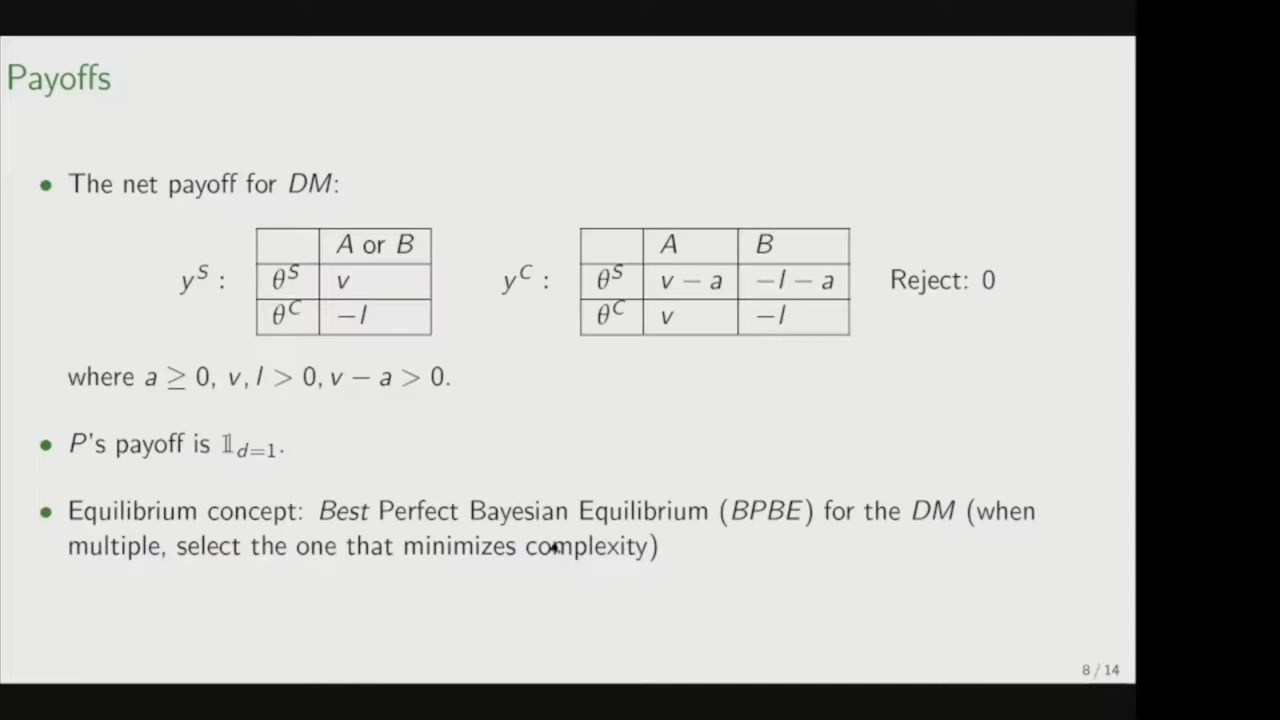 Payoffs
• The net payoff for DM:
A or B
A B
y^S : θ^S v y^C : θ^S v − a −l − a Reject: 0
θ^C −l θ^C v −l
where a ≥ 0, v, l > 0, v − a > 0.
• P's payoff is 𝟙_{d=1}.
• Equilibrium concept: Best Perfect Bayesian Equilibrium (BPBE) for the DM (when
multiple, select the one that minimizes complexity)
8 / 14